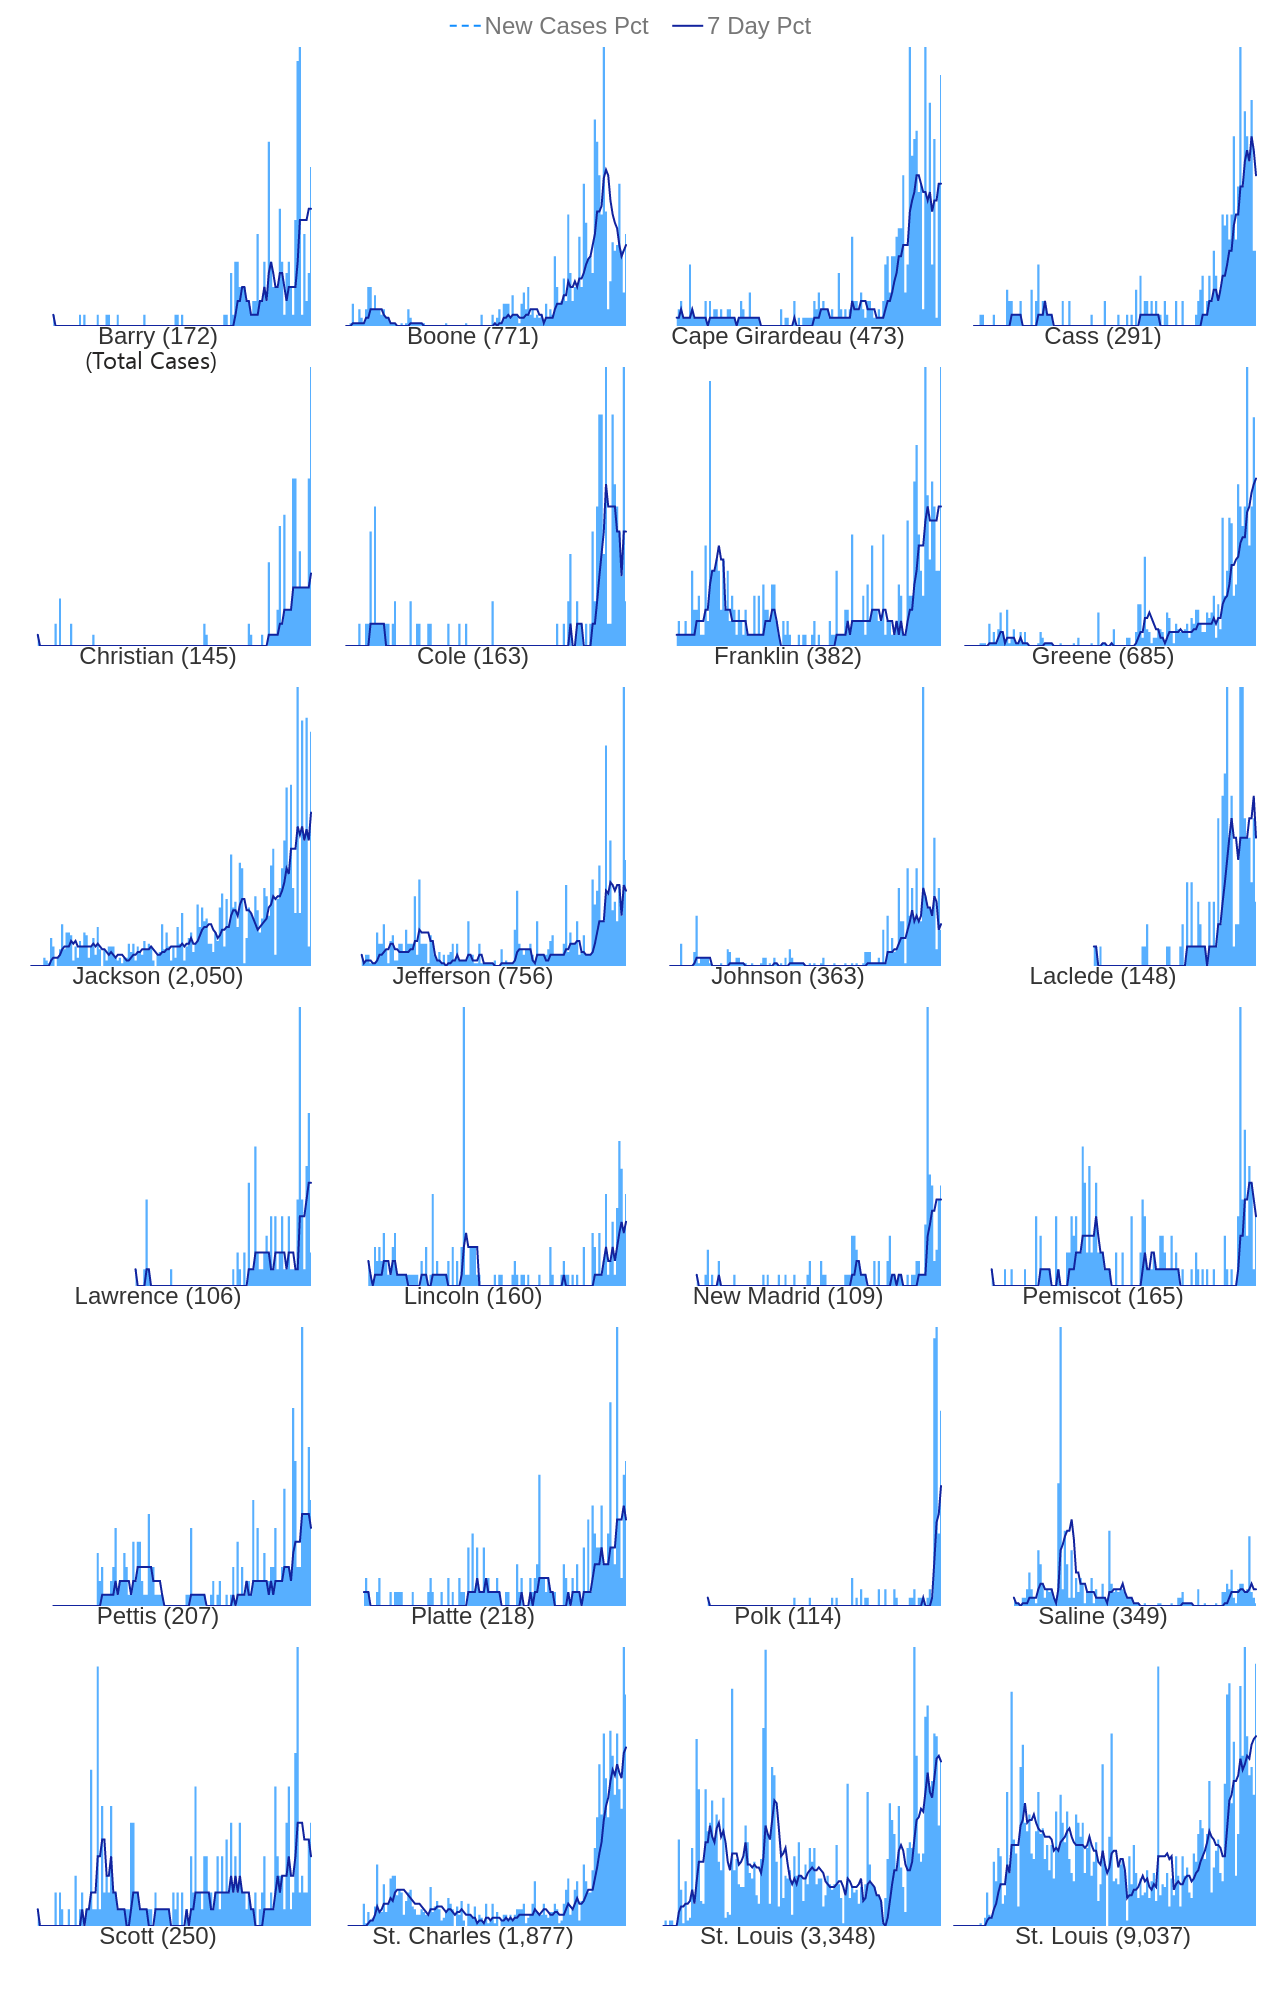 New Cases Pct 7 Day Pct
Barry (172) Boone (771) Cape Girardeau (473) Cass (291)
(Total Cases)
Christian (145) Cole (163) Franklin (382) Greene (685)
Jackson (2,050) Jefferson (756) Johnson (363) Laclede (148)
Lawrence (106) Lincoln (160) New Madrid (109) Pemiscot (165)
Pettis (207) Platte (218) Polk (114) Saline (349)
Scott (250) St. Charles (1,877) St. Louis (3,348) St. Louis (9,037)